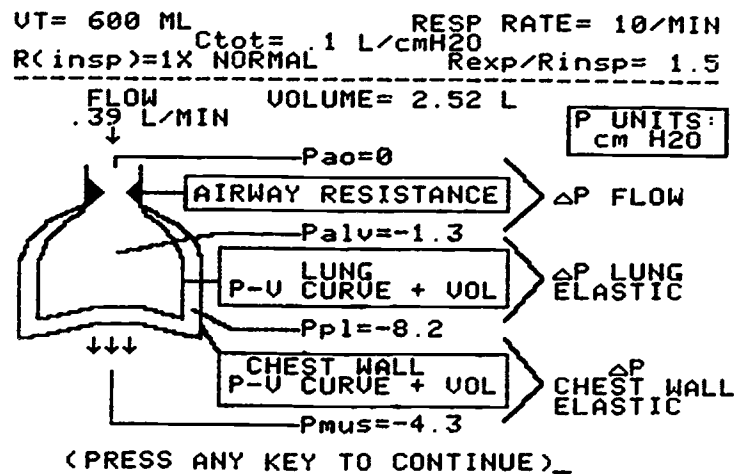 VT= 600 ML RESP RATE= 10/MIN
Ctot= .1 L/cmH2O
R(insp)=1X NORMAL Rexp/Rinsp= 1.5
FLOW VOLUME= 2.52 L
.39 L/MIN
P UNITS:
cm H2O
Pao=0
AIRWAY RESISTANCE
△P FLOW
Palv=-1.3
LUNG
P-V CURVE + VOL
△P LUNG
ELASTIC
Ppl=-8.2
CHEST WALL
P-V CURVE + VOL
△P
CHEST WALL
ELASTIC
Pmus=-4.3
(PRESS ANY KEY TO CONTINUE)_